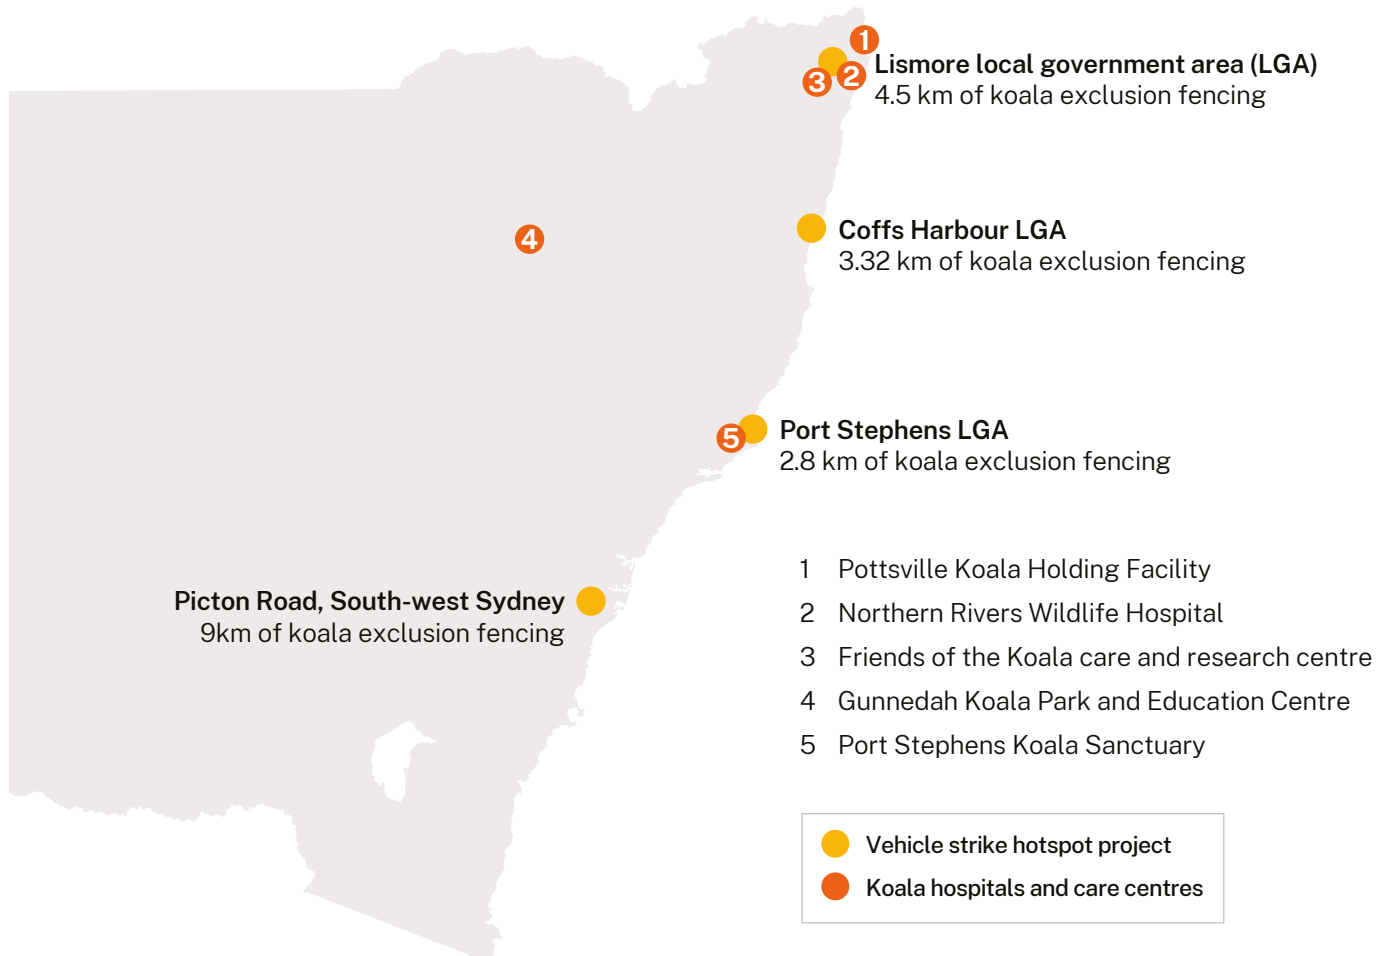 1
Lismore local government area (LGA)
3
2
4.5 km of koala exclusion fencing
4
Coffs Harbour LGA
3.32 km of koala exclusion fencing
5
Port Stephens LGA
2.8 km of koala exclusion fencing
Picton Road, South-west Sydney
9km of koala exclusion fencing
1 Pottsville Koala Holding Facility
2 Northern Rivers Wildlife Hospital
3 Friends of the Koala care and research centre
4 Gunnedah Koala Park and Education Centre
5 Port Stephens Koala Sanctuary
Vehicle strike hotspot project
Koala hospitals and care centres